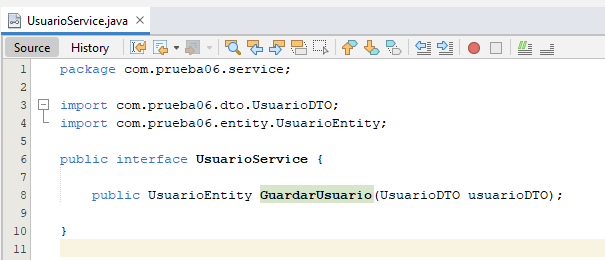 UsuarioService.java
Source History
1 package com.prueba06.service;
2
3 import com.prueba06.dto.UsuarioDTO;
4 import com.prueba06.entity.UsuarioEntity;
5
6 public interface UsuarioService {
7
8 public UsuarioEntity GuardarUsuario(UsuarioDTO usuarioDTO);
9
10 }
11